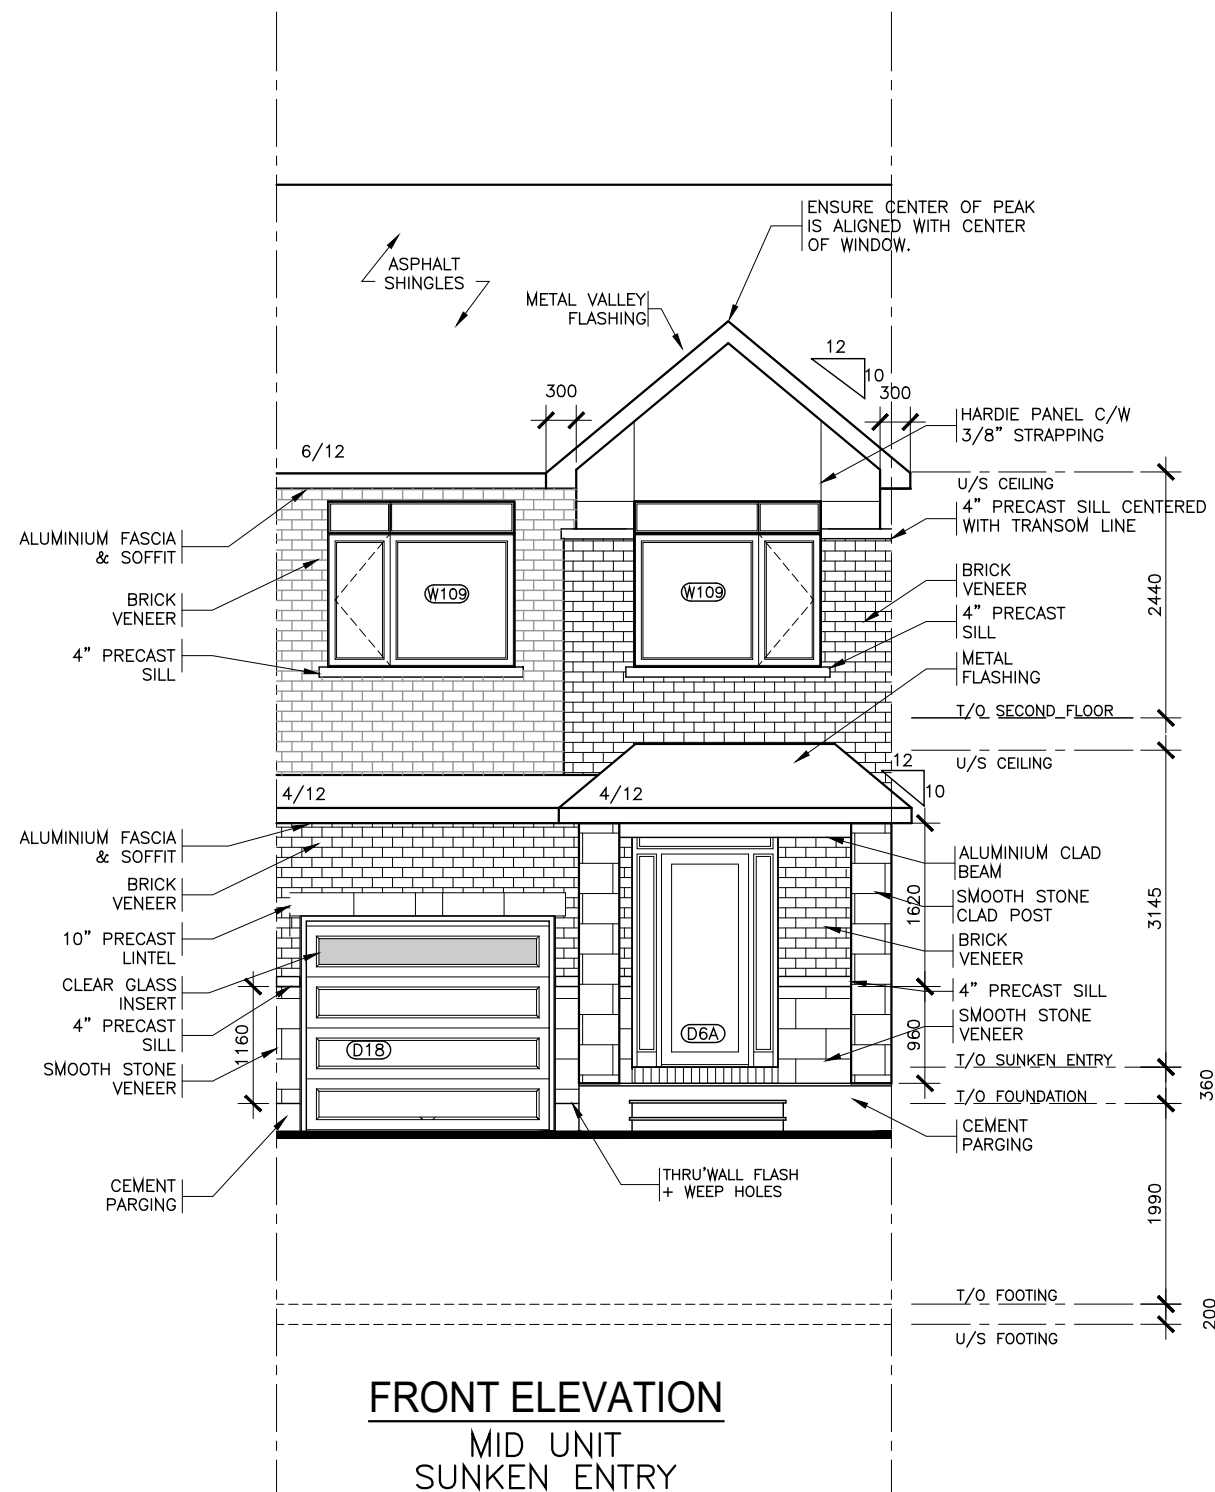 ENSURE CENTER OF PEAK
IS ALIGNED WITH CENTER
OF WINDOW.
ASPHALT
SHINGLES
METAL VALLEY
FLASHING
12
10
300
300
HARDIE PANEL C/W
3/8" STRAPPING
6/12
U/S CEILING
4" PRECAST SILL CENTERED
WITH TRANSOM LINE
ALUMINIUM FASCIA
& SOFFIT
BRICK
VENEER
W109
W109
BRICK
VENEER
2440
4" PRECAST
SILL
4" PRECAST
SILL
METAL
FLASHING
T/O SECOND FLOOR
U/S CEILING
12
10
4/12
4/12
ALUMINIUM FASCIA
& SOFFIT
ALUMINIUM CLAD
BEAM
BRICK
VENEER
SMOOTH STONE
CLAD POST
1620
3145
10" PRECAST
LINTEL
BRICK
VENEER
CLEAR GLASS
INSERT
4" PRECAST SILL
4" PRECAST
SILL
SMOOTH STONE
VENEER
1160
D18
D6A
960
SMOOTH STONE
VENEER
T/O SUNKEN ENTRY
360
T/O FOUNDATION
CEMENT
PARGING
CEMENT
PARGING
THRU'WALL FLASH
+ WEEP HOLES
1990
T/O FOOTING
200
U/S FOOTING
FRONT ELEVATION
MID UNIT
SUNKEN ENTRY